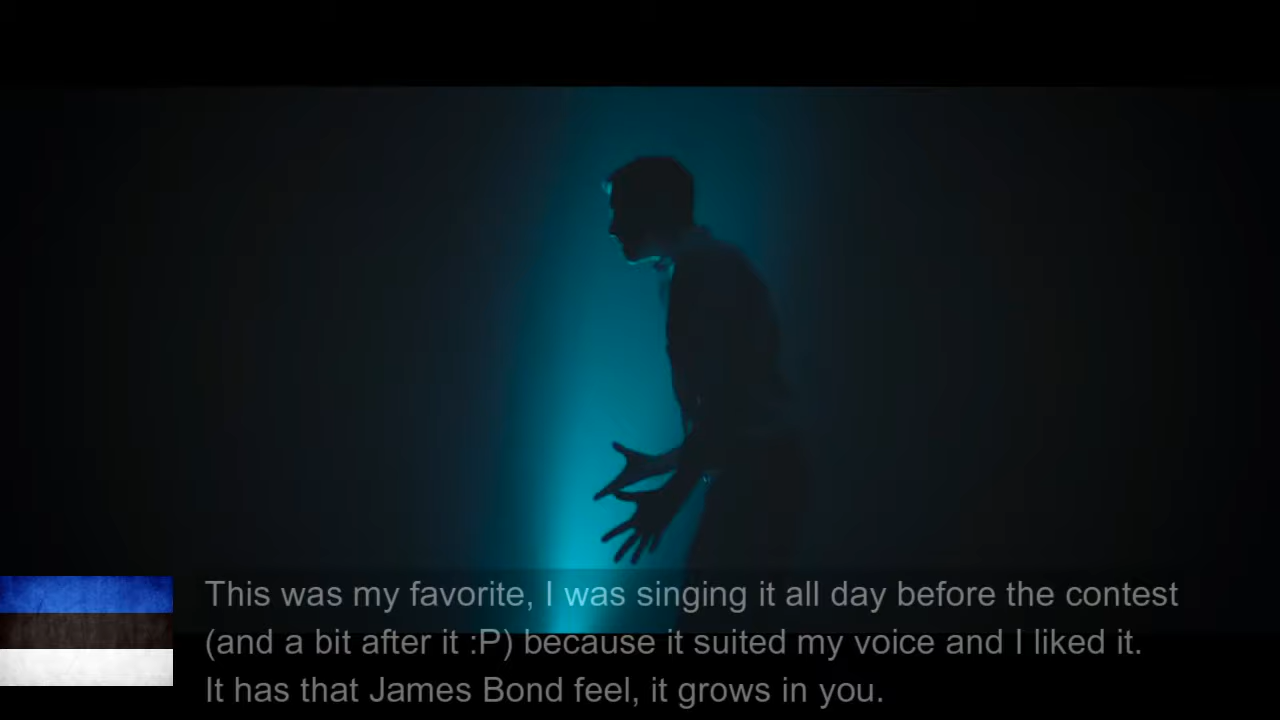 This was my favorite, I was singing it all day before the contest
(and a bit after it :P) because it suited my voice and I liked it.
It has that James Bond feel, it grows in you.